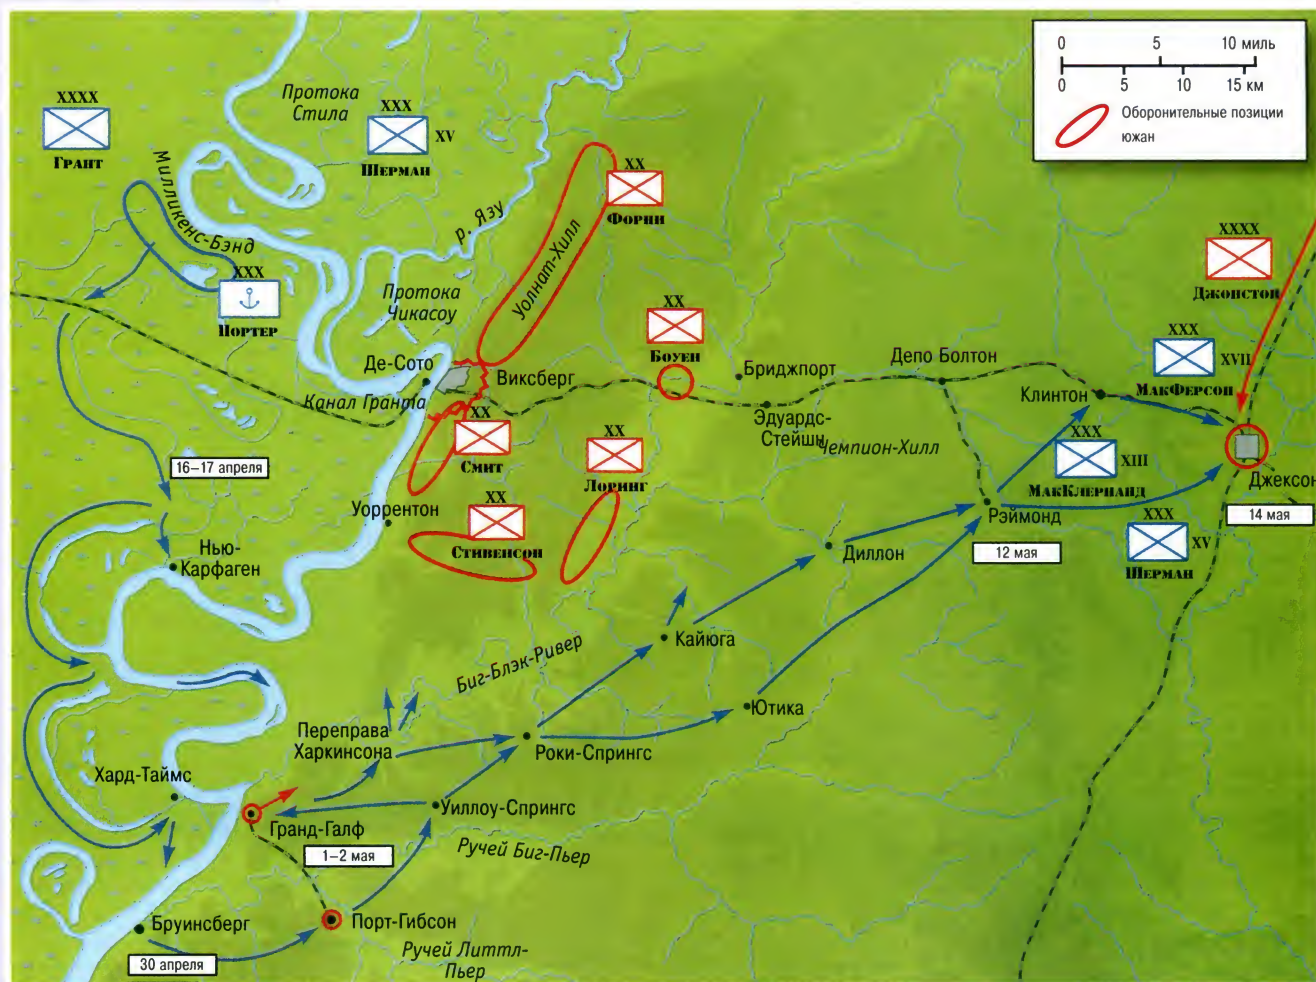 0 5 10 миль
0 5 10 15 км
Оборонительные позиции
южан
XXXX
Грант
Протока
Стила
XXX
XV
Шерман
Милликенс-Бэнд
XXX
Портер
р. Язу
XX
Форни
Уолнат-Хилл
Протока
Чикасоу
XXXX
Джонстон
XX
Боуен
Де-Сото
Виксберг
Канал Гранта
Бриджпорт
Эдуардс-
Стейшн
Депо Болтон
Чемпион-Хилл
Клинтон
XXX
XVII
МакФерсон
XXX
XIII
МакКлернанд
Джексон
14 мая
16–17 апреля
XX
Смит
XX
Лоринг
XX
Стивенсон
Уоррентон
Рэймонд
12 мая
XXX
XV
Шерман
Нью-
Карфаген
Диллон
Кайюга
Биг-Блэк-Ривер
Ютика
Переправа
Харкинсона
Роки-Спрингс
Хард-Таймс
Гранд-Галф
Уиллоу-Спрингс
1–2 мая
Ручей Биг-Пьер
Бруинсберг
30 апреля
Порт-Гибсон
Ручей Литтл-
Пьер